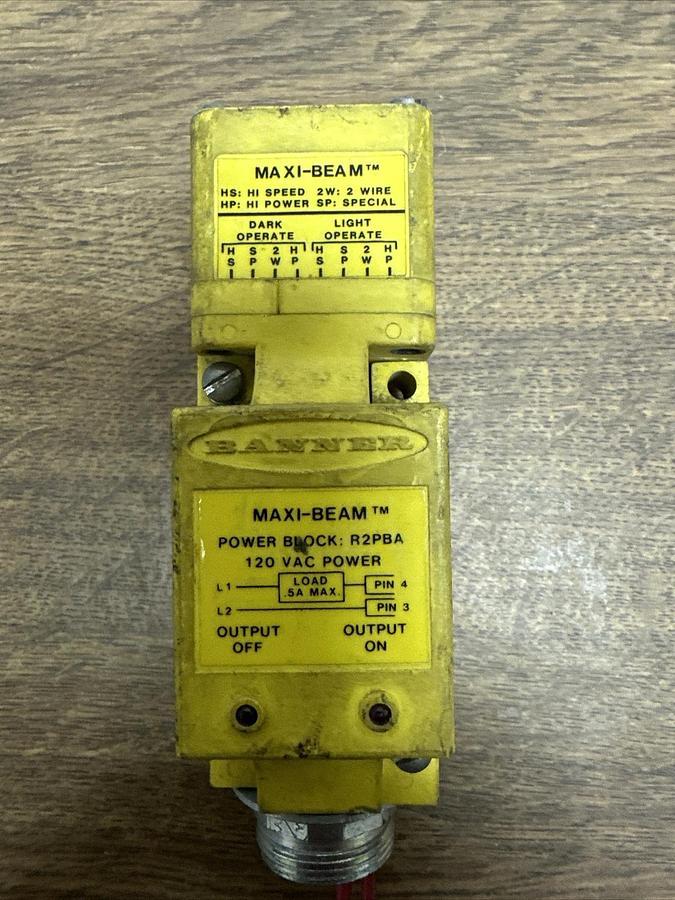 MAXI-BEAM™
HS: HI SPEED 2W: 2 WIRE
HP: HI POWER SP: SPECIAL
DARK OPERATE LIGHT OPERATE
H S 2 H H S 2 H
S P W P S P W P
BANNER
MAXI-BEAM™
POWER BLOCK: R2PBA
120 VAC POWER
L1 LOAD .5A MAX. PIN 4
L2 PIN 3
OUTPUT OFF OUTPUT ON